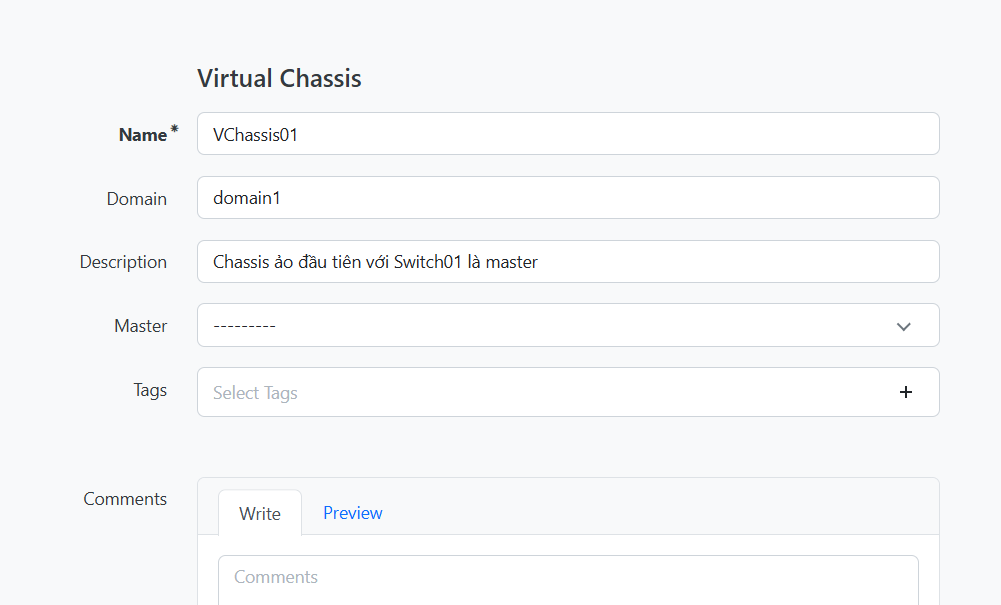 Virtual Chassis
Name*
VChassis01
Domain
domain1
Description
Chassis ảo đầu tiên với Switch01 là master
Master
---------
Tags
Select Tags
+
Comments
Write
Preview
Comments